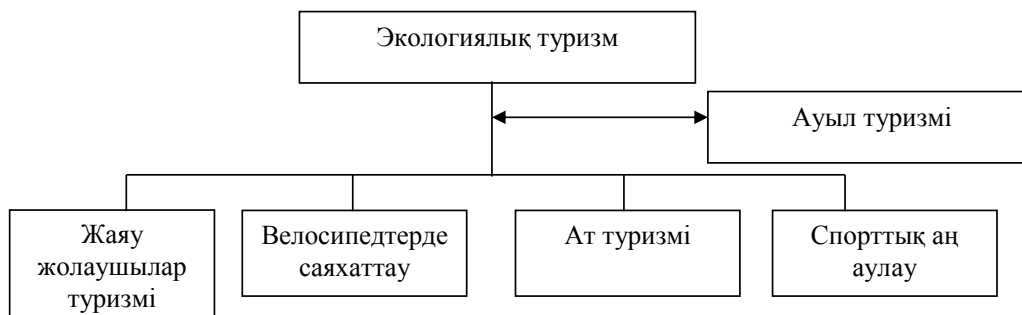 Экологиялық туризм
Ауыл туризмі
Жаяу
жолаушылар
туризмі
Велосипедтерде
саяхаттау
Ат туризмі
Спорттық аң
аулау